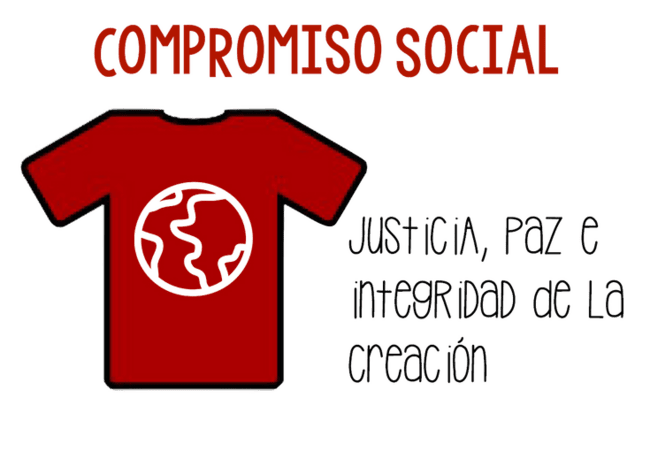 COMPROMISO SOCIAL
Justicia, paz e
integridad de la
creación